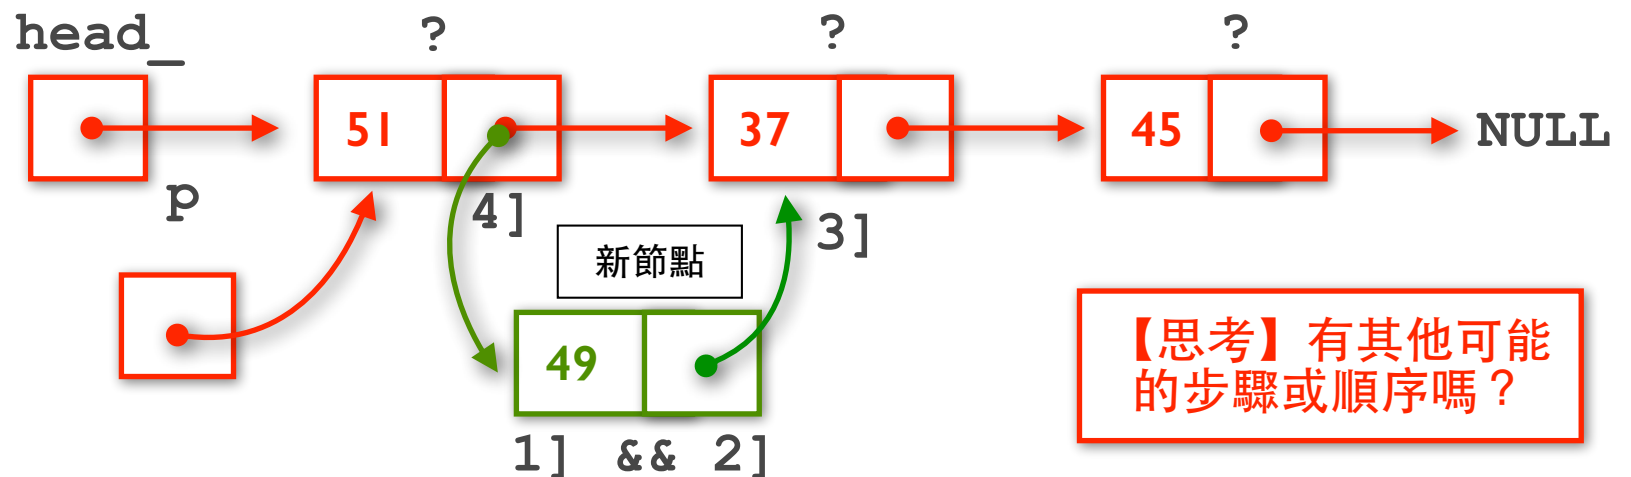 head_
?
?
?
51
37
45
NULL
p
4]
3]
新節點
49
1] && 2]
【思考】有其他可能
的步驟或順序嗎？